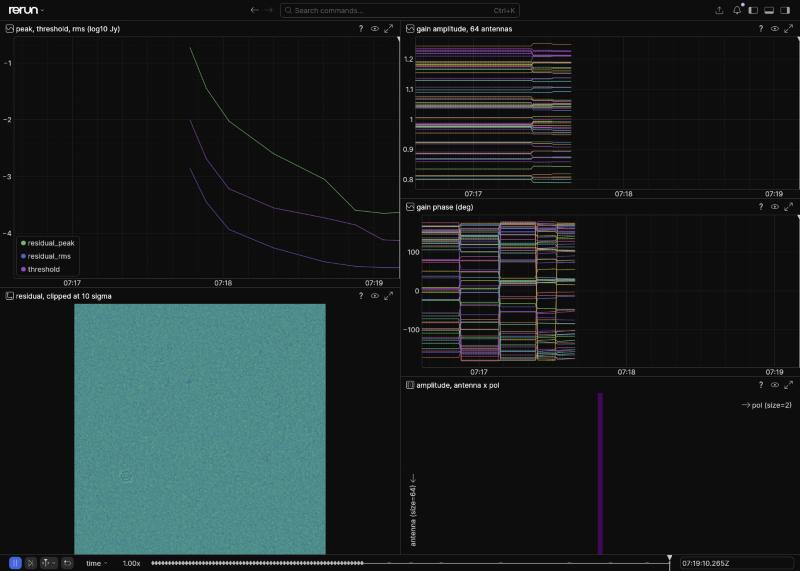 rerun
Search commands... Ctrl+K
peak, threshold, rms (log10 Jy)
?
−1
−2
−3
−4
residual_peak
residual_rms
threshold
07:17 07:18 07:19
residual, clipped at 10 sigma
?
gain amplitude, 64 antennas
?
1.2
1.1
1
0.9
0.8
07:17 07:18 07:19
gain phase (deg)
?
100
0
−100
07:17 07:18 07:19
amplitude, antenna x pol
?
pol (size=2)
antenna (size=64)
time 1.00x 07:19:10.265Z